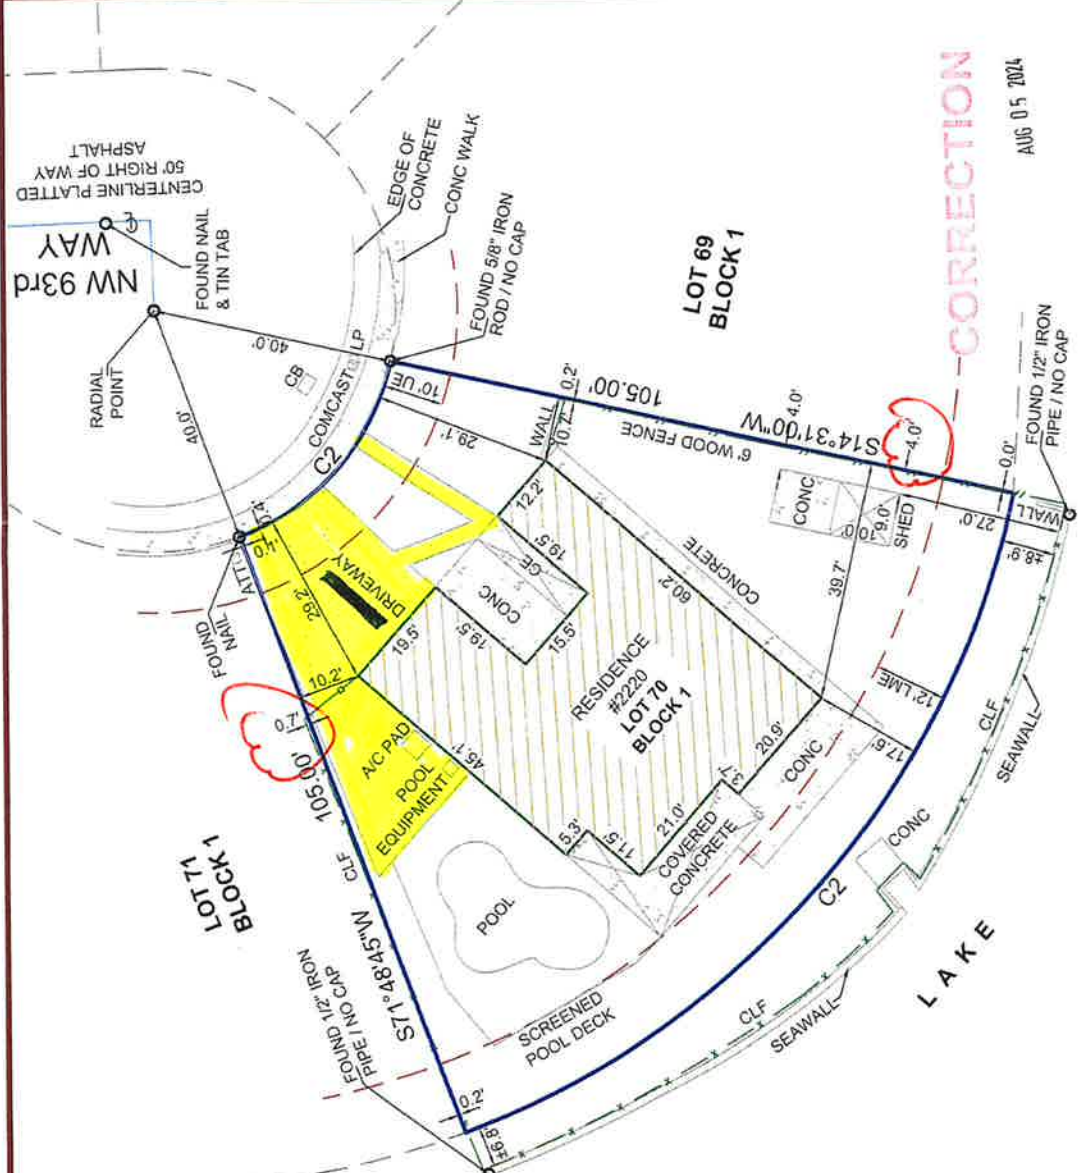 CENTERLINE PLATTED
50' RIGHT OF WAY
ASPHALT
NW 93rd
WAY
FOUND NAIL
& TIN TAB
RADIAL
POINT
EDGE OF
CONCRETE
CONC WALK
FOUND 5/8" IRON
ROD / NO CAP
40.0'
40.0'
CB
COMCAST
LP
C2
10' UE
29.1'
WALL
10.7'
0.2'
105.00'
S14°31'00"W
6' WOOD FENCE
4.0'
4.0'
LOT 69
BLOCK 1
CORRECTION
AUG 05 2024
FOUND 1/2" IRON
PIPE / NO CAP
0.0'
WALL
27.0'
±8.9'
CONC
10.0'
9.0'
SHED
39.7'
12' LME
CLF
SEAWALL
17.6'
CONCRETE
60.2'
12.2'
19.5'
CONC
19.5'
15.5'
19.5'
DRIVEWAY
29.2'
0.4'
0.1'
ATT
FOUND
NAIL
10.2'
0.7'
105.00'
A/C PAD
POOL
EQUIPMENT
45.1'
RESIDENCE
#2220
LOT 70
BLOCK 1
5.3'
11.5'
21.0'
3.7'
20.9'
COVERED
CONCRETE
CONC
CONC
C2
LAKE
LOT 71
BLOCK 1
CLF
S71°48'45"W
POOL
SCREENED
POOL DECK
CLF
SEAWALL
FOUND 1/2" IRON
PIPE / NO CAP
0.2'
±6.8'